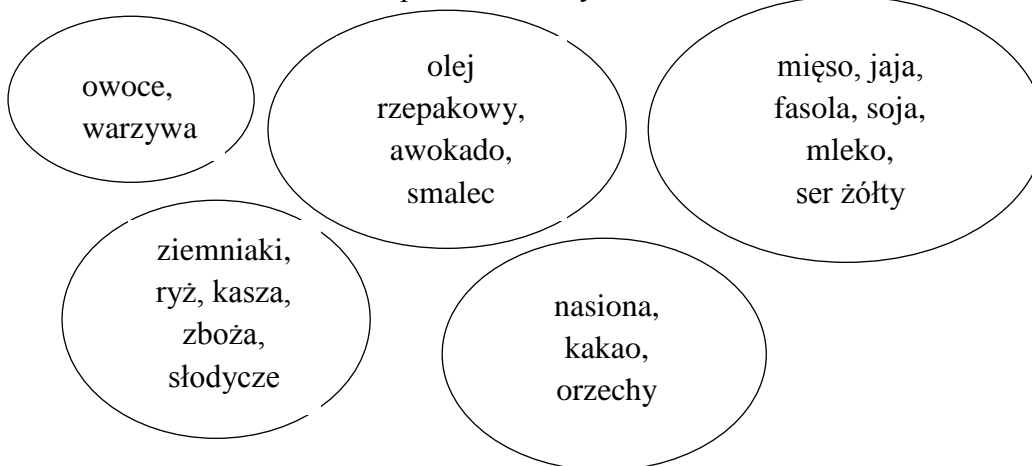 owoce,
warzywa
olej
rzepakowy,
awokado,
smalec
mięso, jaja,
fasola, soja,
mleko,
ser żółty
ziemniaki,
ryż, kasza,
zboża,
słodycze
nasiona,
kakao,
orzechy